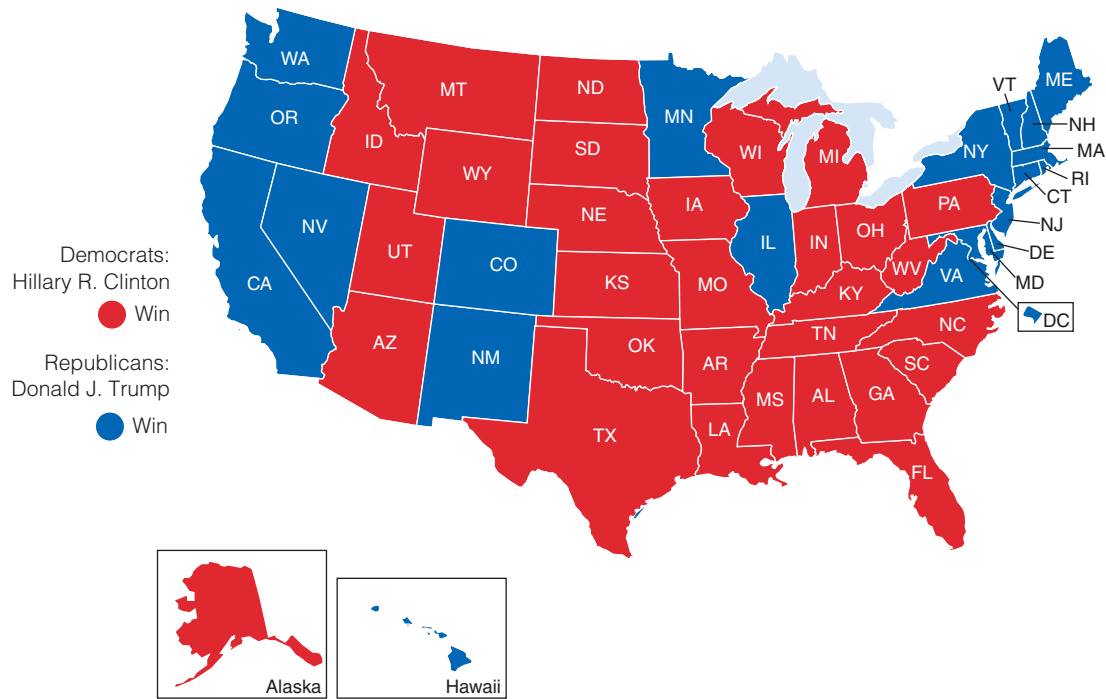 WA
OR
CA
NV
ID
MT
WY
UT
AZ
CO
NM
ND
SD
NE
KS
OK
TX
MN
IA
MO
AR
LA
WI
IL
MI
IN
OH
KY
TN
MS
AL
GA
FL
SC
NC
VA
WV
PA
NY
VT
ME
NH
MA
RI
CT
NJ
DE
MD
DC
Democrats:
Hillary R. Clinton
Win
Republicans:
Donald J. Trump
Win
Alaska
Hawaii